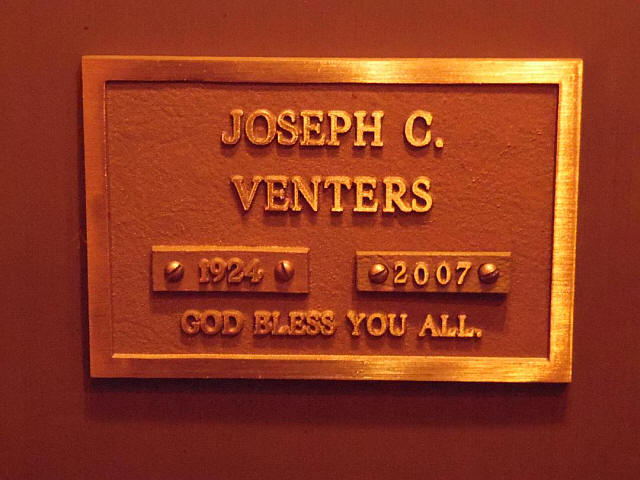 JOSEPH C.
VENTERS
1924 2007
GOD BLESS YOU ALL.